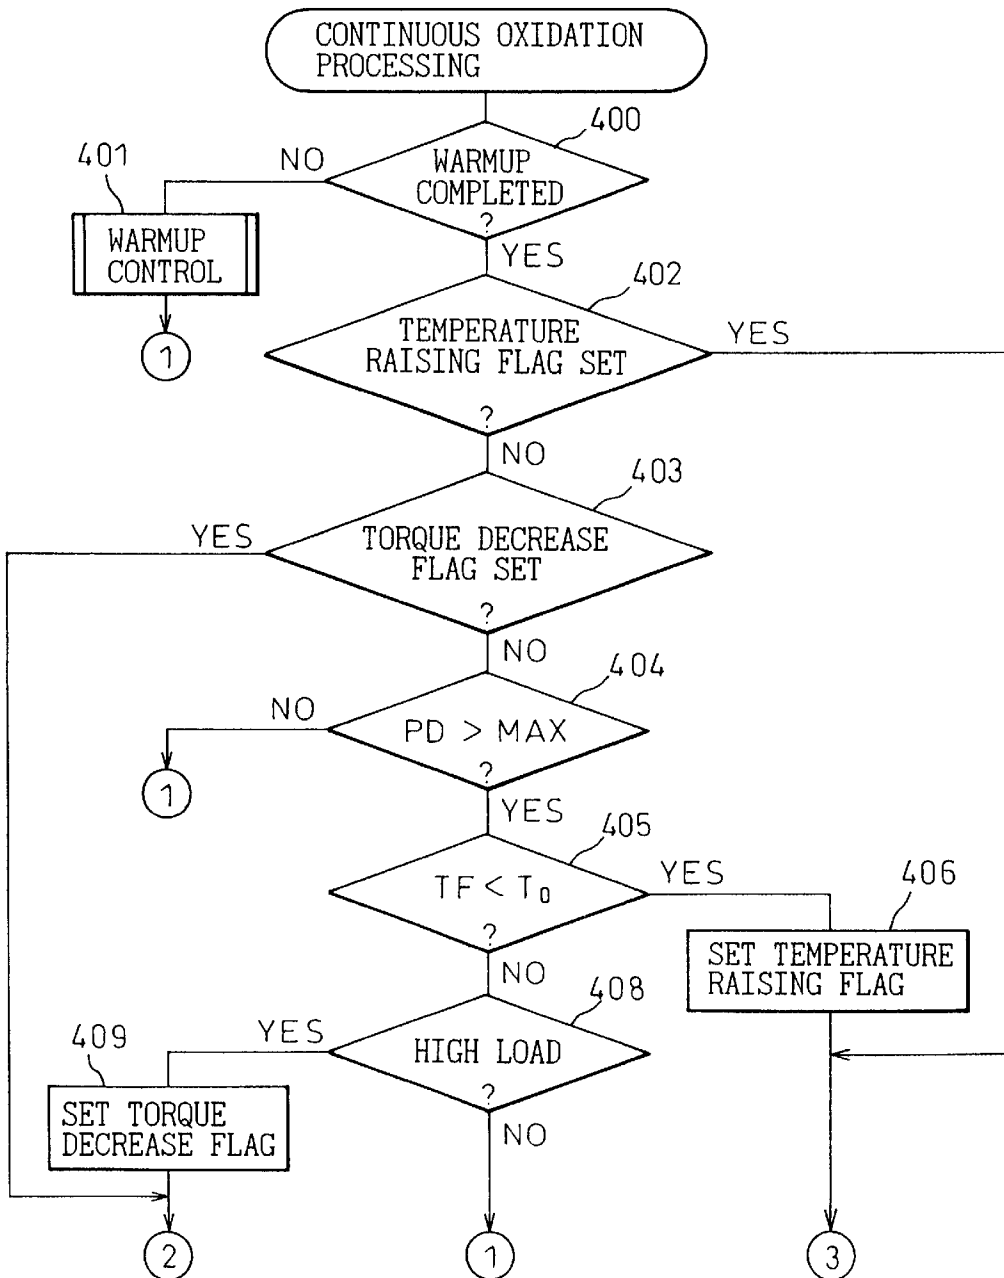 CONTINUOUS OXIDATION
PROCESSING
400
WARMUP
COMPLETED
?
NO
401
WARMUP
CONTROL
1
YES
402
TEMPERATURE
RAISING FLAG SET
?
YES
NO
403
TORQUE DECREASE
FLAG SET
?
YES
NO
404
PD > MAX
?
NO
1
YES
405
TF < T₀
?
YES
406
SET TEMPERATURE
RAISING FLAG
NO
408
HIGH LOAD
?
YES
409
SET TORQUE
DECREASE FLAG
NO
2
1
3